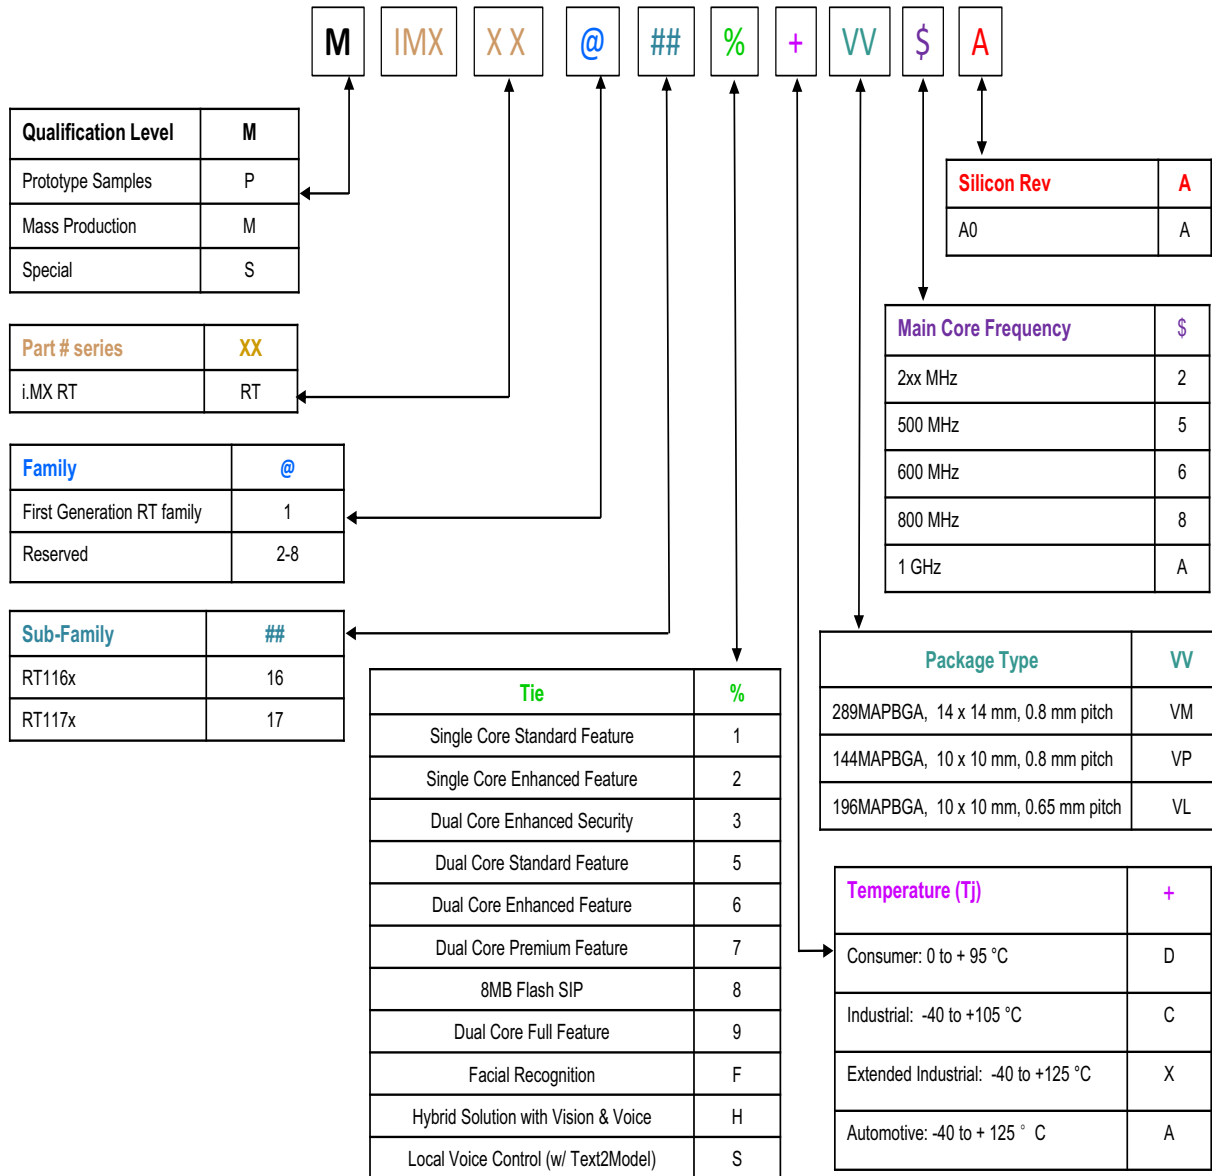 M IMX X X @ ## % + VV $ A
Qualification Level M
Prototype Samples P
Mass Production M
Special S
Part # series XX
i.MX RT RT
Family @
First Generation RT family 1
Reserved 2-8
Sub-Family ##
RT116x 16
RT117x 17
Tie %
Single Core Standard Feature 1
Single Core Enhanced Feature 2
Dual Core Enhanced Security 3
Dual Core Standard Feature 5
Dual Core Enhanced Feature 6
Dual Core Premium Feature 7
8MB Flash SIP 8
Dual Core Full Feature 9
Facial Recognition F
Hybrid Solution with Vision & Voice H
Local Voice Control (w/ Text2Model) S
Silicon Rev A
A0 A
Main Core Frequency $
2xx MHz 2
500 MHz 5
600 MHz 6
800 MHz 8
1 GHz A
Package Type VV
289MAPBGA, 14 x 14 mm, 0.8 mm pitch VM
144MAPBGA, 10 x 10 mm, 0.8 mm pitch VP
196MAPBGA, 10 x 10 mm, 0.65 mm pitch VL
Temperature (Tj) +
Consumer: 0 to + 95 °C D
Industrial: -40 to +105 °C C
Extended Industrial: -40 to +125 °C X
Automotive: -40 to + 125 ° C A